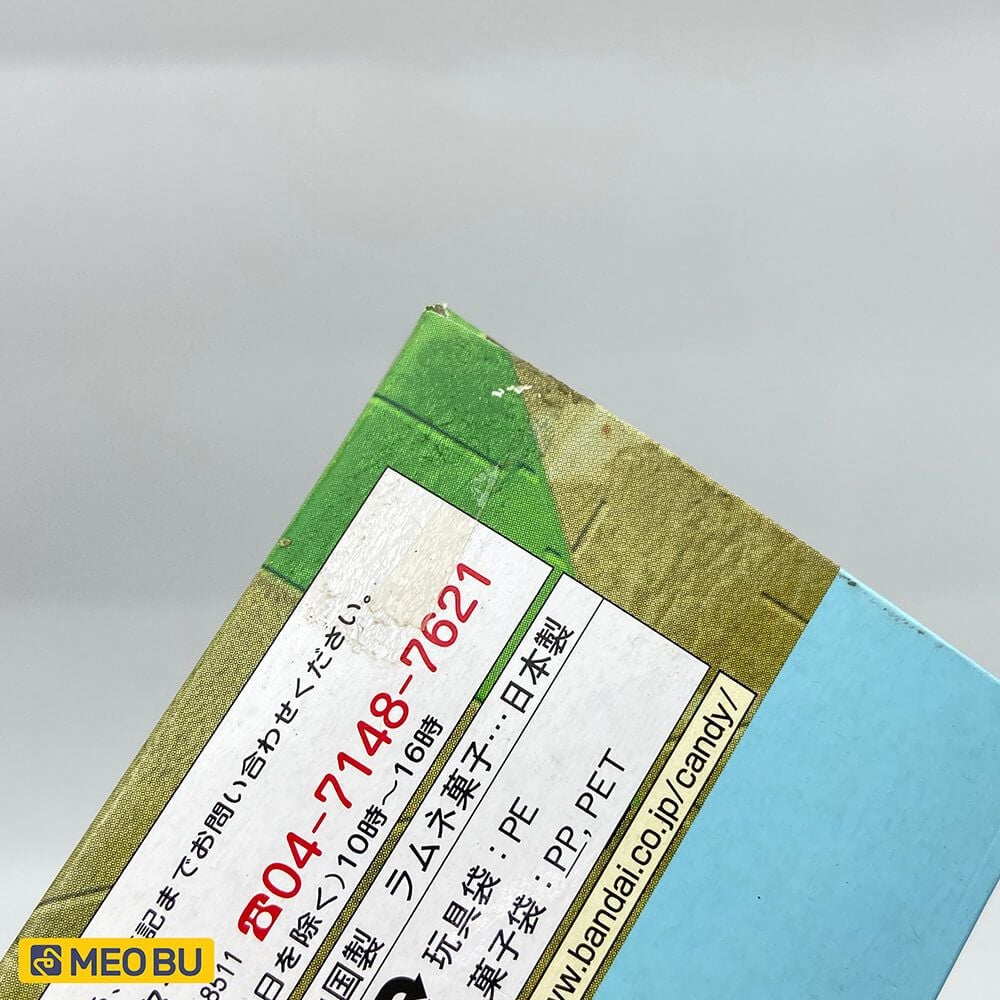 記までお問い合わせください。
8511
☎04-7148-7621
日を除く)10時〜16時
国製
ラムネ菓子…日本製
玩具袋：PE
菓子袋：PP, PET
www.bandai.co.jp/candy/
MEO BU